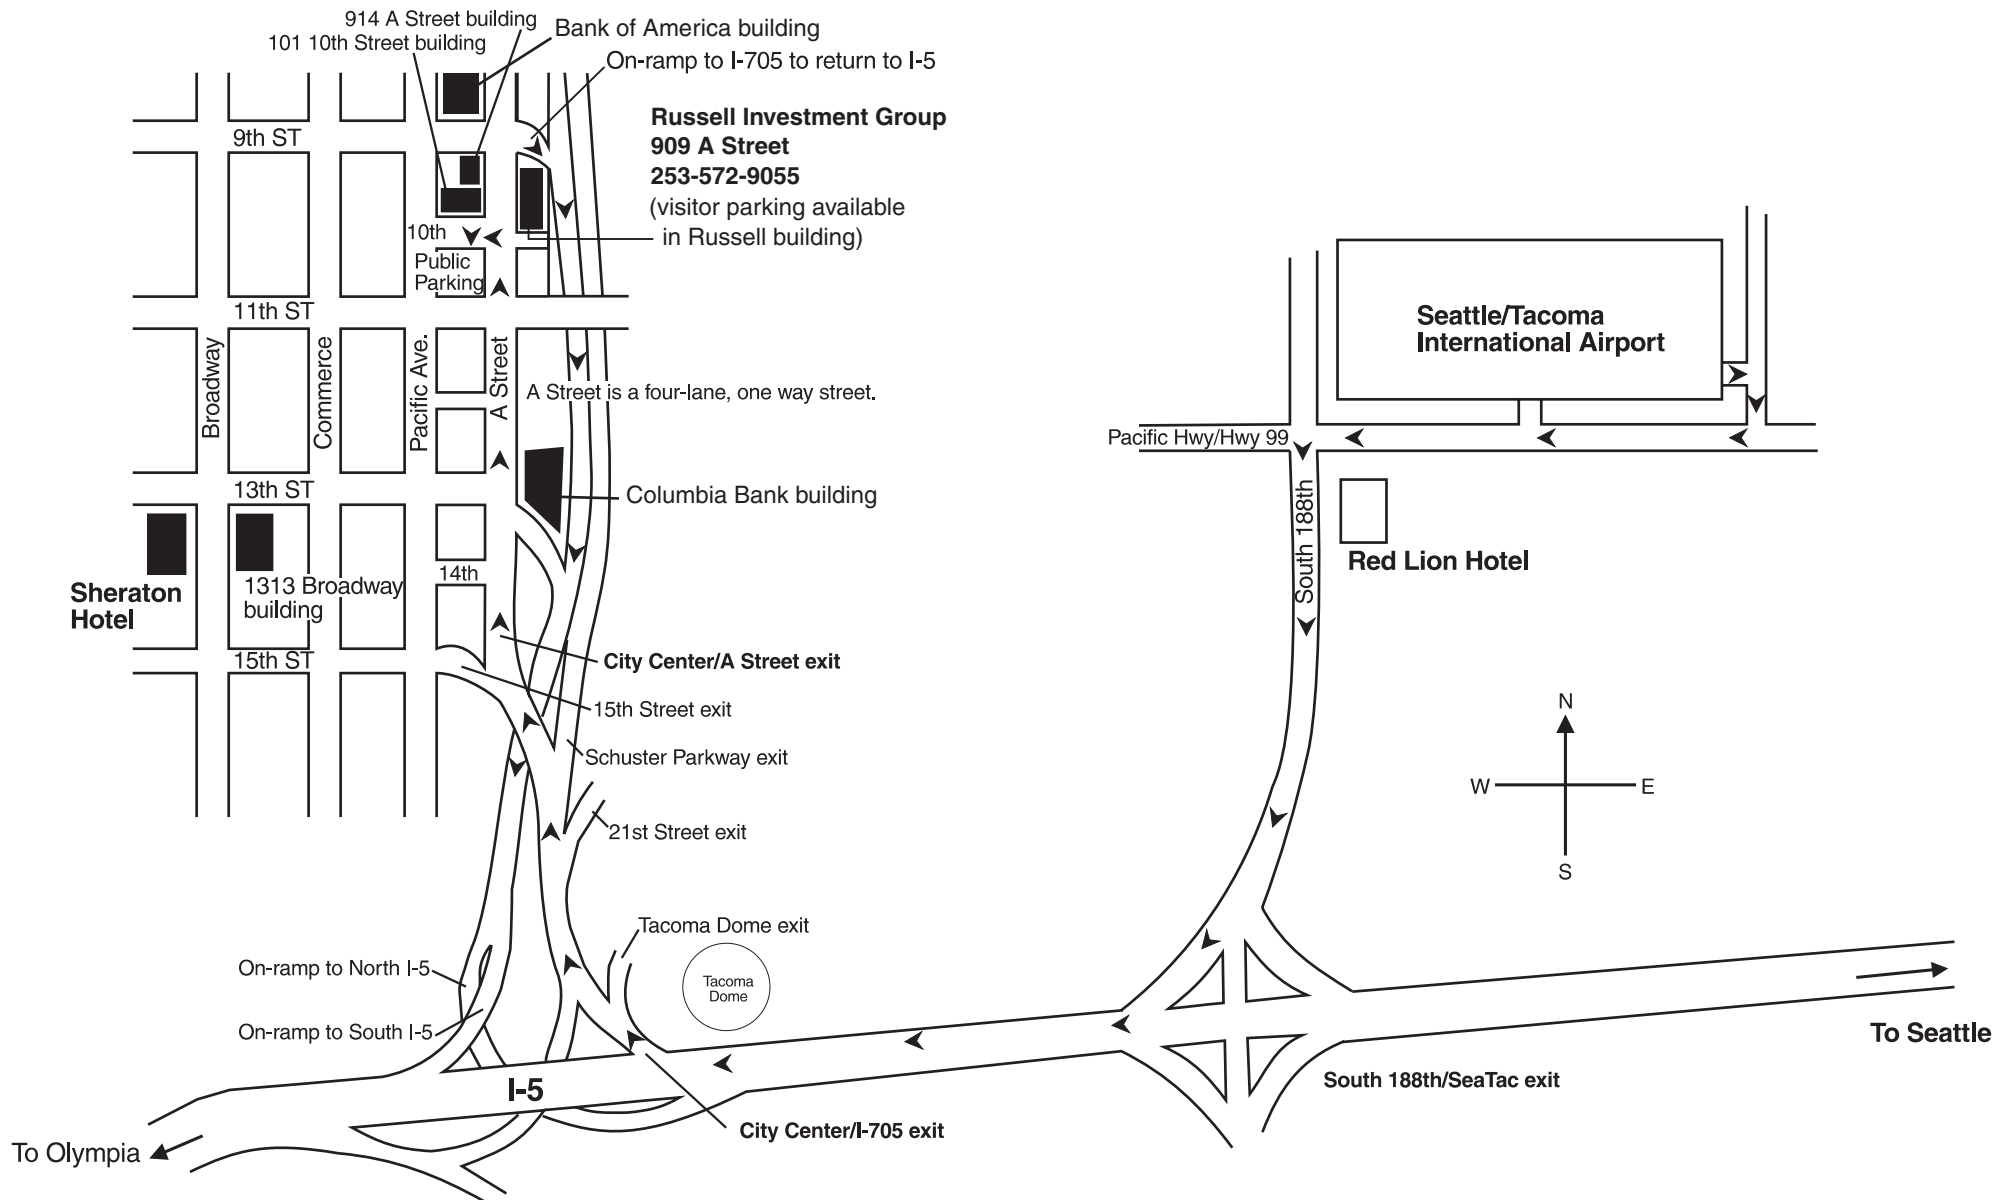 914 A Street building
101 10th Street building
Bank of America building
On-ramp to I-705 to return to I-5
Russell Investment Group
909 A Street
253-572-9055
(visitor parking available
in Russell building)
9th ST
10th
Public
Parking
11th ST
Broadway
Commerce
Pacific Ave.
A Street
A Street is a four-lane, one way street.
13th ST
Columbia Bank building
14th
Sheraton
Hotel
1313 Broadway
building
15th ST
City Center/A Street exit
15th Street exit
Schuster Parkway exit
21st Street exit
Tacoma Dome exit
Tacoma
Dome
On-ramp to North I-5
On-ramp to South I-5
I-5
City Center/I-705 exit
To Olympia
Seattle/Tacoma
International Airport
Pacific Hwy/Hwy 99
South 188th
Red Lion Hotel
N
W
E
S
To Seattle
South 188th/SeaTac exit